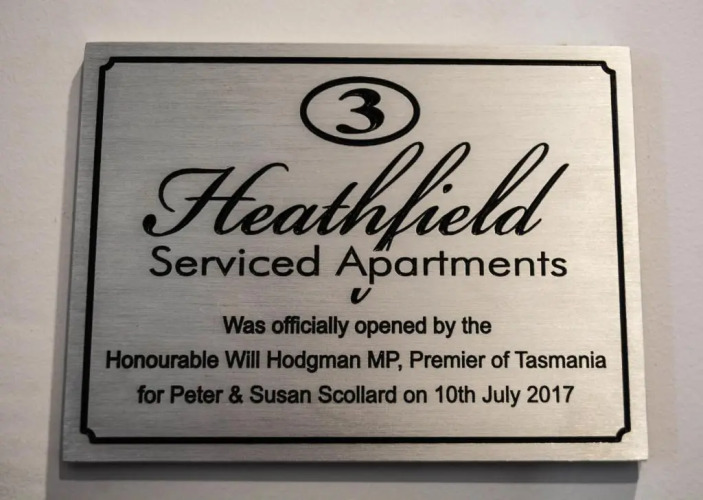 3
Heathfield
Serviced Apartments
Was officially opened by the
Honourable Will Hodgman MP, Premier of Tasmania
for Peter & Susan Scollard on 10th July 2017